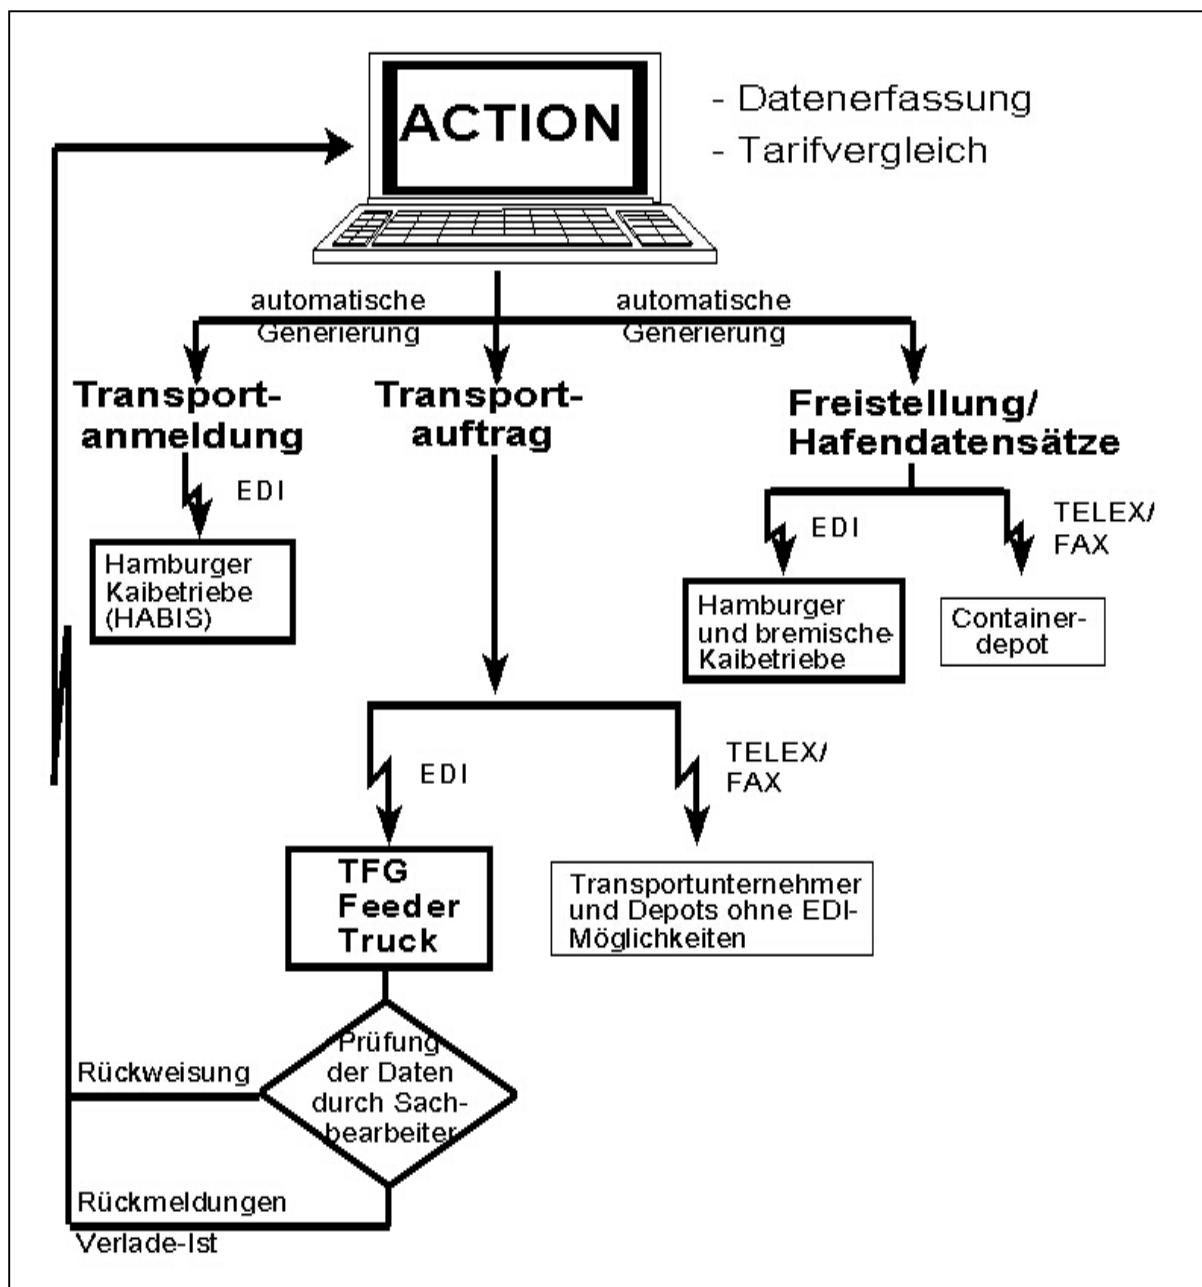 ACTION
- Datenerfassung
- Tarifvergleich
automatische
Generierung
automatische
Generierung
Transport-
anmeldung
Transport-
auftrag
Freistellung/
Hafendatensätze
EDI
EDI
TELEX/
FAX
Hamburger
Kaibetriebe
(HABIS)
Hamburger
und bremische
Kaibetriebe
Container-
depot
EDI
TELEX/
FAX
TFG
Feeder
Truck
Transportunternehmer
und Depots ohne EDI-
Möglichkeiten
Prüfung
der Daten
durch Sach-
bearbeiter
Rückweisung
Rückmeldungen
Verlade-Ist